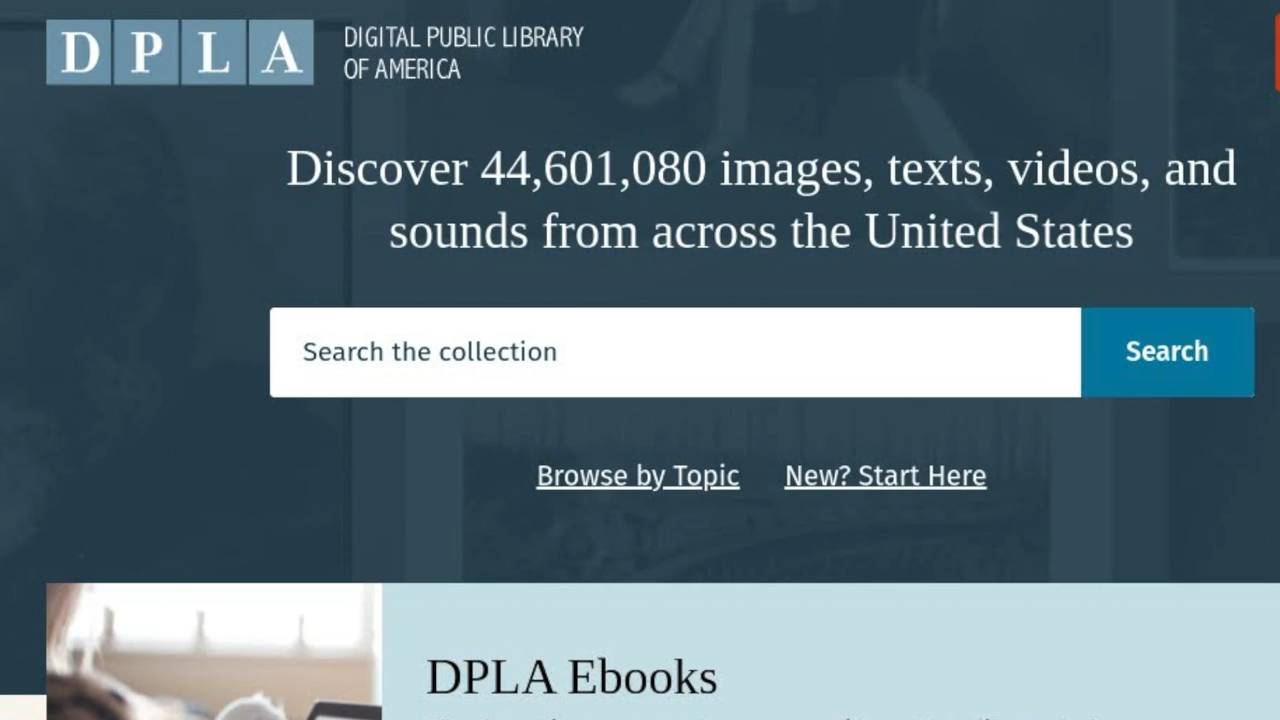 DPLA
DIGITAL PUBLIC LIBRARY
OF AMERICA
Discover 44,601,080 images, texts, videos, and
sounds from across the United States
Search the collection
Search
Browse by Topic
New? Start Here
DPLA Ebooks